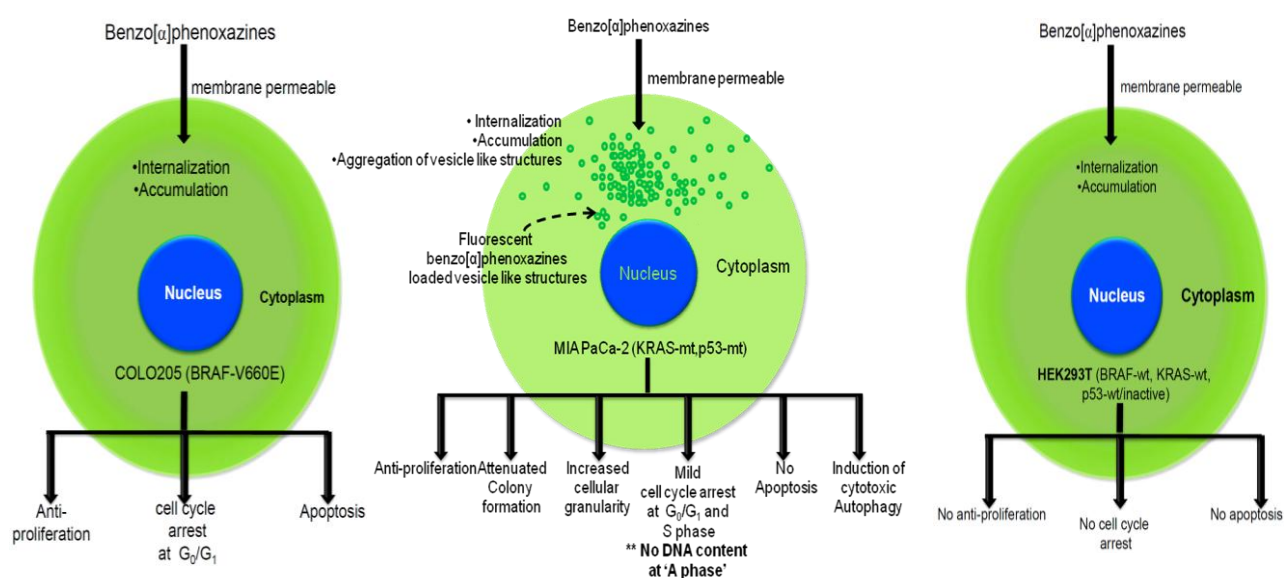 Benzo[α]phenoxazines
membrane permeable
•Internalization
•Accumulation
Nucleus
Cytoplasm
COLO205 (BRAF-V660E)
Anti-
proliferation
cell cycle
arrest
at G₀/G₁
Apoptosis
Benzo[α]phenoxazines
membrane permeable
• Internalization
•Accumulation
•Aggregation of vesicle like structures
Fluorescent
benzo[α]phenoxazines
loaded vesicle like structures
Nucleus
Cytoplasm
MIA PaCa-2 (KRAS-mt,p53-mt)
Anti-proliferation
Attenuated
Colony
formation
Increased
cellular
granularity
Mild
cell cycle arrest
at G₀/G₁ and
S phase
** No DNA content
at ‘A phase’
No
Apoptosis
Induction of
cytotoxic
Autophagy
Benzo[α]phenoxazines
membrane permeable
•Internalization
•Accumulation
Nucleus
Cytoplasm
HEK293T (BRAF-wt, KRAS-wt,
p53-wt/inactive)
No anti-proliferation
No cell cycle
arrest
No apoptosis